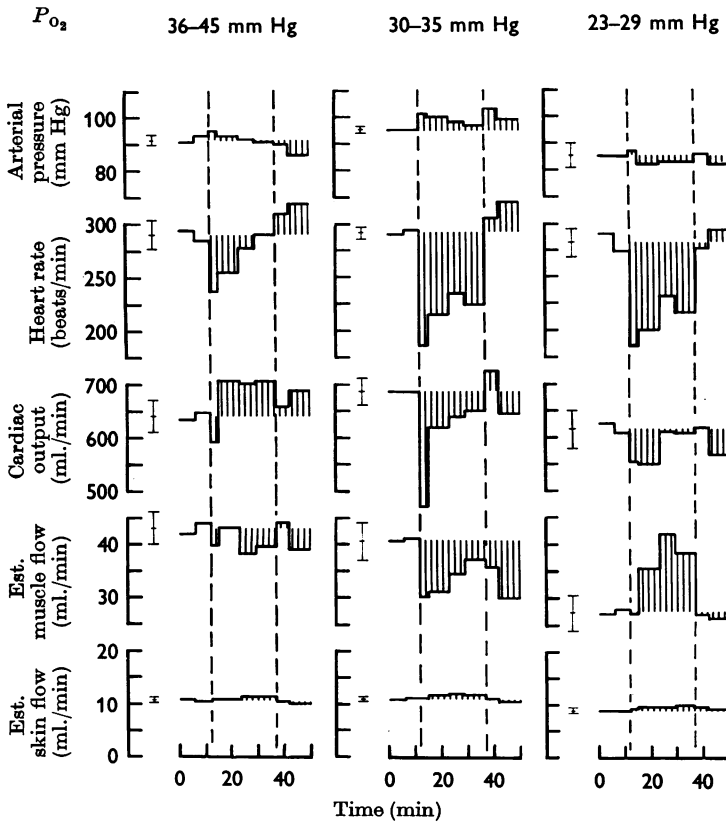 P O₂
36–45 mm Hg 30–35 mm Hg 23–29 mm Hg
Arterial
pressure
(mm Hg)
100
90
80
Heart rate
(beats/min)
300
250
200
Cardiac
output
(ml./min)
700
600
500
Est.
muscle flow
(ml./min)
40
30
Est.
skin flow
(ml./min)
20
10
0
0 20 40 0 20 40 0 20 40
Time (min)